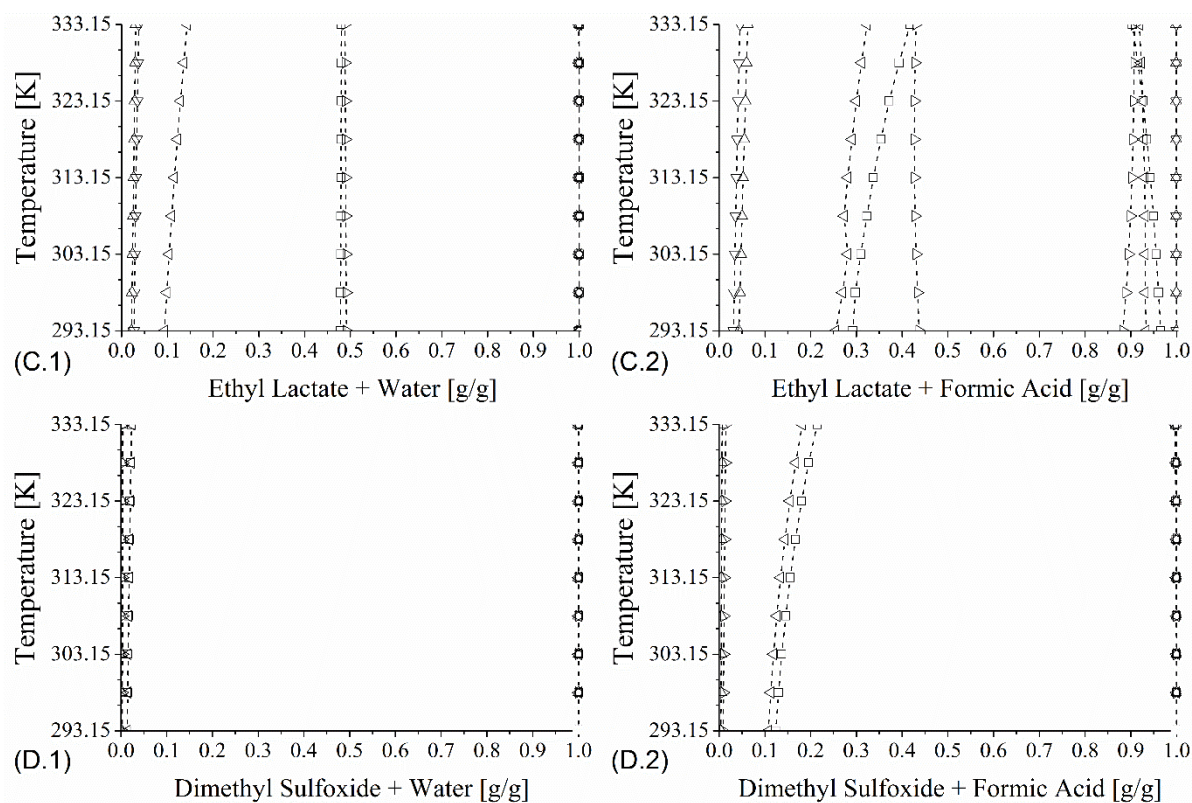 333.15
323.15
313.15
303.15
293.15
Temperature [K]
0.0 0.1 0.2 0.3 0.4 0.5 0.6 0.7 0.8 0.9 1.0
(C.1)
Ethyl Lactate + Water [g/g]
333.15
323.15
313.15
303.15
293.15
Temperature [K]
0.0 0.1 0.2 0.3 0.4 0.5 0.6 0.7 0.8 0.9 1.0
(C.2)
Ethyl Lactate + Formic Acid [g/g]
333.15
323.15
313.15
303.15
293.15
Temperature [K]
0.0 0.1 0.2 0.3 0.4 0.5 0.6 0.7 0.8 0.9 1.0
(D.1)
Dimethyl Sulfoxide + Water [g/g]
333.15
323.15
313.15
303.15
293.15
Temperature [K]
0.0 0.1 0.2 0.3 0.4 0.5 0.6 0.7 0.8 0.9 1.0
(D.2)
Dimethyl Sulfoxide + Formic Acid [g/g]